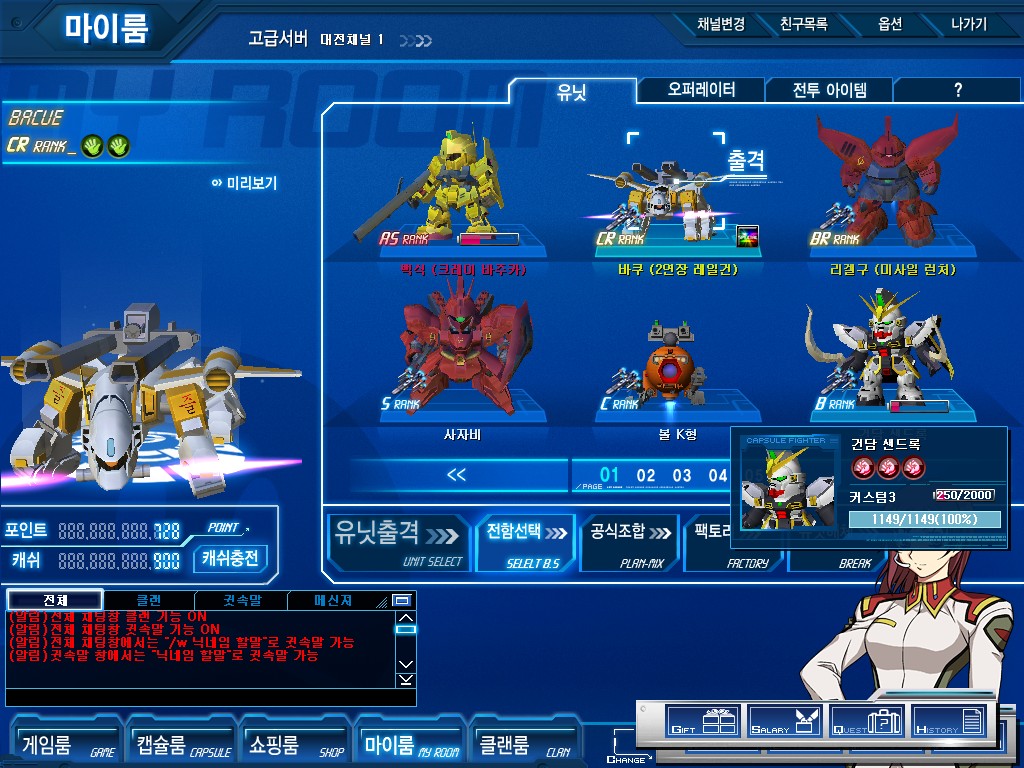 마이룸
고급서버 대전채널 1
채널변경 친구목록 옵션 나가기
MY ROOM
유닛 오퍼레이터 전투 아이템 ?
BACUE
CR RANK_
미리보기
출격
AS RANK
CR RANK
BR RANK
백식 (크레이 바주카)
바쿠 (2연장 레일건)
리겔구 (미사일 런처)
S RANK
C RANK
B RANK
사자비
볼 K형
<<
/PAGE 01 02 03 04
CAPSULE FIGHTER
건담 샌드록
커스텀3 250/2000
1149/1149(100%)
유닛출격 >>>
UNIT SELECT
전함선택 >>>
SELELT B.S
공식조합 >>>
PLAN-MIX
팩토리
FACTORY
BREAK
포인트 728 POINT
캐쉬 900 캐쉬충전
전체 클랜 귓속말 메신저
(알림)전체 채팅창 클랜 기능 ON
(알림)전체 채팅창 귓속말 기능 ON
(알림)전체 채팅창에서는 "/w 닉네임 할말"로 귓속말 가능
(알림)귓속말 창에서는 "닉네임 할말"로 귓속말 가능
게임룸 GAME
캡슐룸 CAPSULE
쇼핑룸 SHOP
마이룸 MY ROOM
클랜룸 CLAN
CHANGE
GIFT
SALARY
QUEST
HISTORY